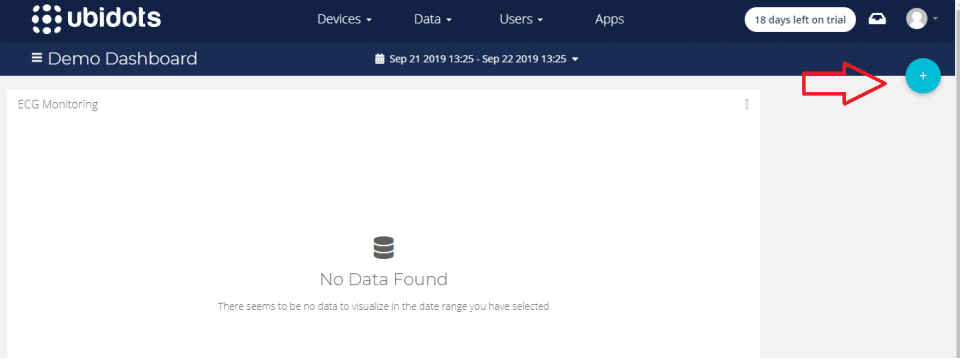 ubidots Devices Data Users Apps 18 days left on trial
Demo Dashboard Sep 21 2019 13:25 - Sep 22 2019 13:25
+
ECG Monitoring
No Data Found
There seems to be no data to visualize in the date range you have selected